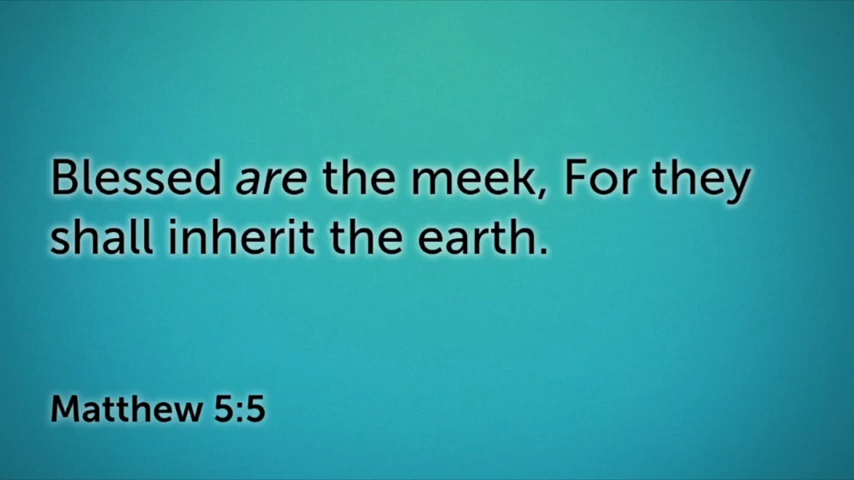 Blessed are the meek, For they
shall inherit the earth.
Matthew 5:5